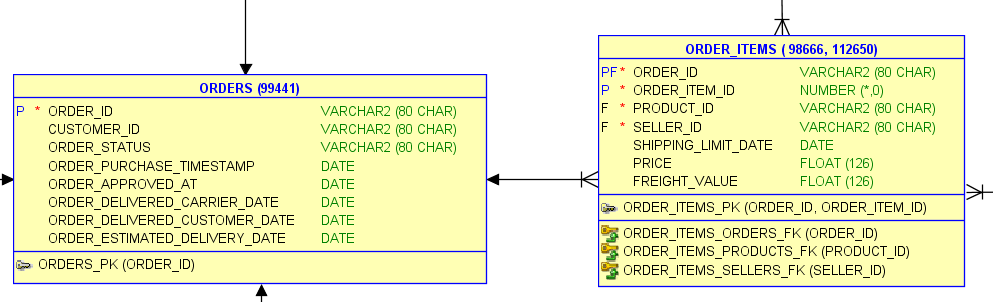 ORDERS (99441)
P * ORDER_ID VARCHAR2 (80 CHAR)
CUSTOMER_ID VARCHAR2 (80 CHAR)
ORDER_STATUS VARCHAR2 (80 CHAR)
ORDER_PURCHASE_TIMESTAMP DATE
ORDER_APPROVED_AT DATE
ORDER_DELIVERED_CARRIER_DATE DATE
ORDER_DELIVERED_CUSTOMER_DATE DATE
ORDER_ESTIMATED_DELIVERY_DATE DATE
ORDERS_PK (ORDER_ID)
ORDER_ITEMS ( 98666, 112650)
PF * ORDER_ID VARCHAR2 (80 CHAR)
P * ORDER_ITEM_ID NUMBER (*,0)
F * PRODUCT_ID VARCHAR2 (80 CHAR)
F * SELLER_ID VARCHAR2 (80 CHAR)
SHIPPING_LIMIT_DATE DATE
PRICE FLOAT (126)
FREIGHT_VALUE FLOAT (126)
ORDER_ITEMS_PK (ORDER_ID, ORDER_ITEM_ID)
ORDER_ITEMS_ORDERS_FK (ORDER_ID)
ORDER_ITEMS_PRODUCTS_FK (PRODUCT_ID)
ORDER_ITEMS_SELLERS_FK (SELLER_ID)